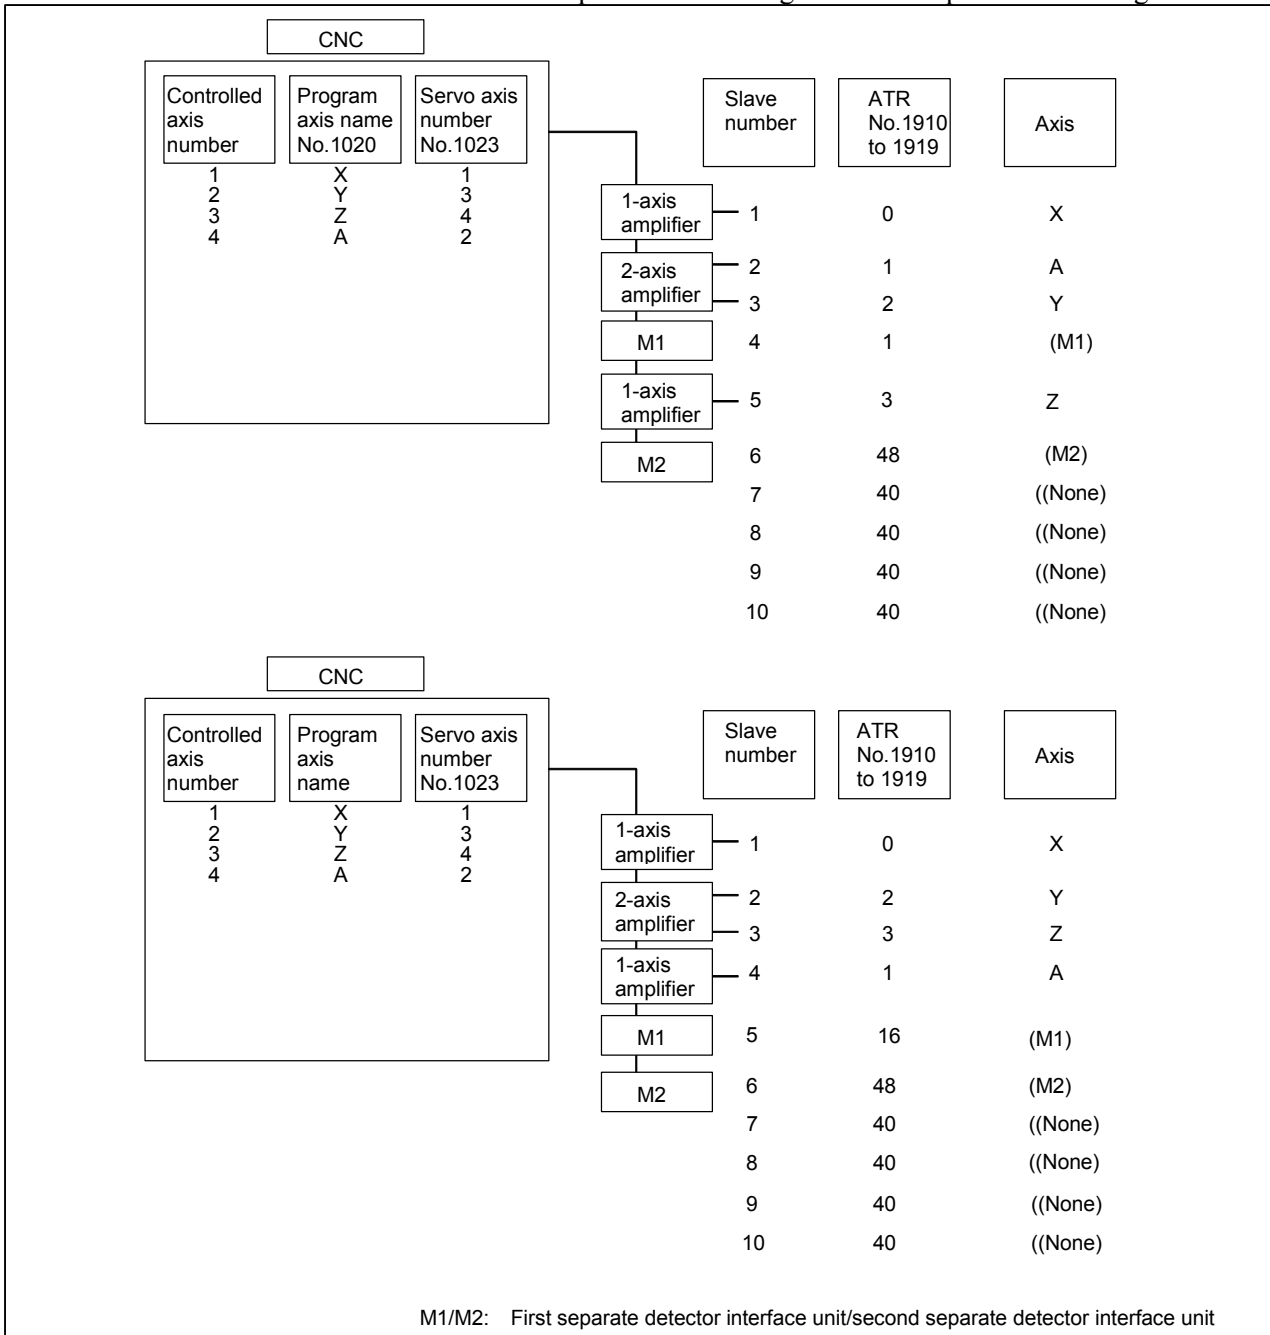 CNC
Controlled axis number
Program axis name No.1020
Servo axis number No.1023
1 X 1
2 Y 3
3 Z 4
4 A 2
Slave number
ATR No.1910 to 1919
Axis
1-axis amplifier
1 0 X
2-axis amplifier
2 1 A
3 2 Y
M1
4 1 (M1)
1-axis amplifier
5 3 Z
M2
6 48 (M2)
7 40 ((None)
8 40 ((None)
9 40 ((None)
10 40 ((None)
CNC
Controlled axis number
Program axis name
Servo axis number No.1023
1 X 1
2 Y 3
3 Z 4
4 A 2
Slave number
ATR No.1910 to 1919
Axis
1-axis amplifier
1 0 X
2-axis amplifier
2 2 Y
3 3 Z
1-axis amplifier
4 1 A
M1
5 16 (M1)
M2
6 48 (M2)
7 40 ((None)
8 40 ((None)
9 40 ((None)
10 40 ((None)
M1/M2: First separate detector interface unit/second separate detector interface unit